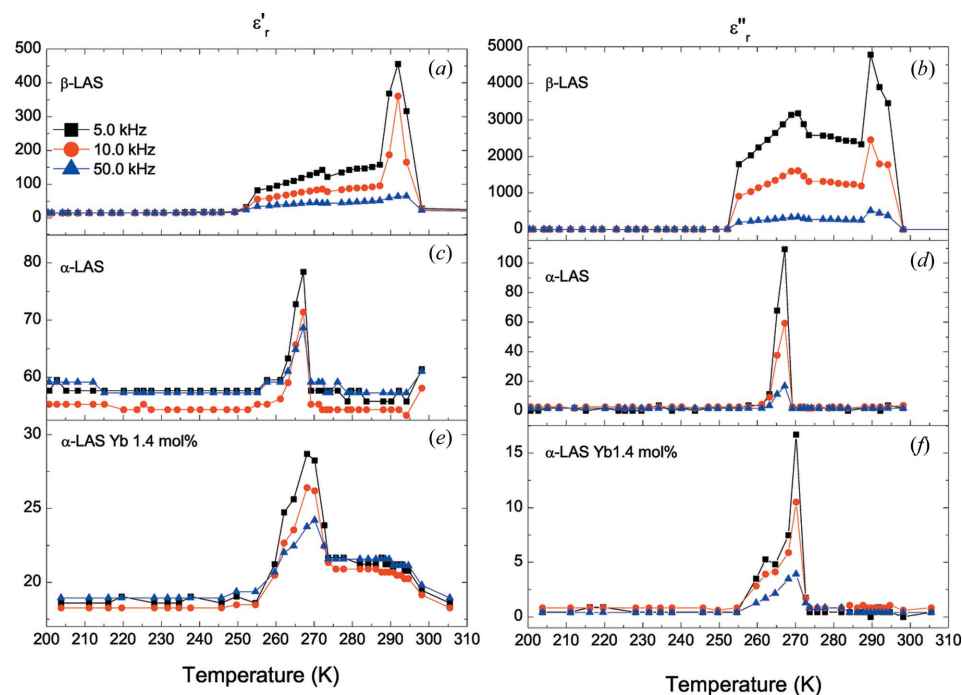 ε'r
ε''r
(a)
β-LAS
5.0 kHz
10.0 kHz
50.0 kHz
500
400
300
200
100
0
(b)
β-LAS
5000
4000
3000
2000
1000
0
(c)
α-LAS
80
70
60
(d)
α-LAS
100
80
60
40
20
0
(e)
α-LAS Yb 1.4 mol%
30
25
20
200 210 220 230 240 250 260 270 280 290 300 310
Temperature (K)
(f)
α-LAS Yb1.4 mol%
15
10
5
0
200 210 220 230 240 250 260 270 280 290 300 310
Temperature (K)